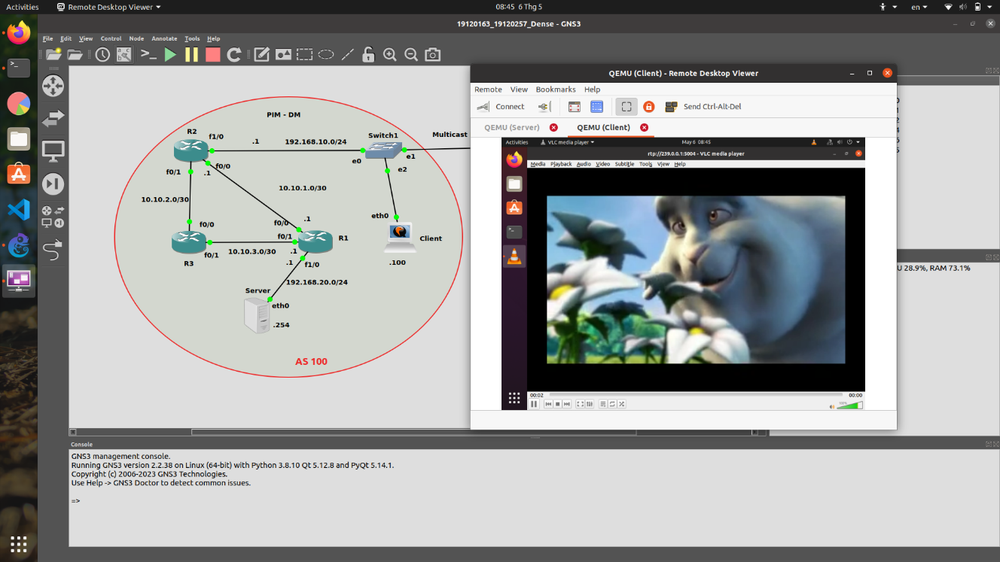 Activities
Remote Desktop Viewer
08:45 6 Thg 5
en
19120163_19120257_Dense - GNS3
File Edit View Control Node Annotate Tools Help
PIM - DM
R2
f1/0
.1
192.168.10.0/24
Switch1
Multicast
e0
e1
e2
f0/0
f0/1
.1
10.10.2.0/30
10.10.1.0/30
.1
f0/0
f0/0
f0/1
R1
eth0
Client
10.10.3.0/30
f0/1
.1
R3
.1
f1/0
.100
192.168.20.0/24
Server
eth0
.254
AS 100
QEMU (Client) - Remote Desktop Viewer
Remote View Bookmarks Help
Connect
Send Ctrl-Alt-Del
QEMU (Server)
QEMU (Client)
Activities
VLC media player
May 6 08:45
rtp://239.0.0.1:5004 - VLC media player
Media Playback Audio Video Subtitle Tools View Help
00:02
00:00
100%
U 28.9%, RAM 73.1%
Console
GNS3 management console.
Running GNS3 version 2.2.38 on Linux (64-bit) with Python 3.8.10 Qt 5.12.8 and PyQt 5.14.1.
Copyright (c) 2006-2023 GNS3 Technologies.
Use Help -> GNS3 Doctor to detect common issues.
=>